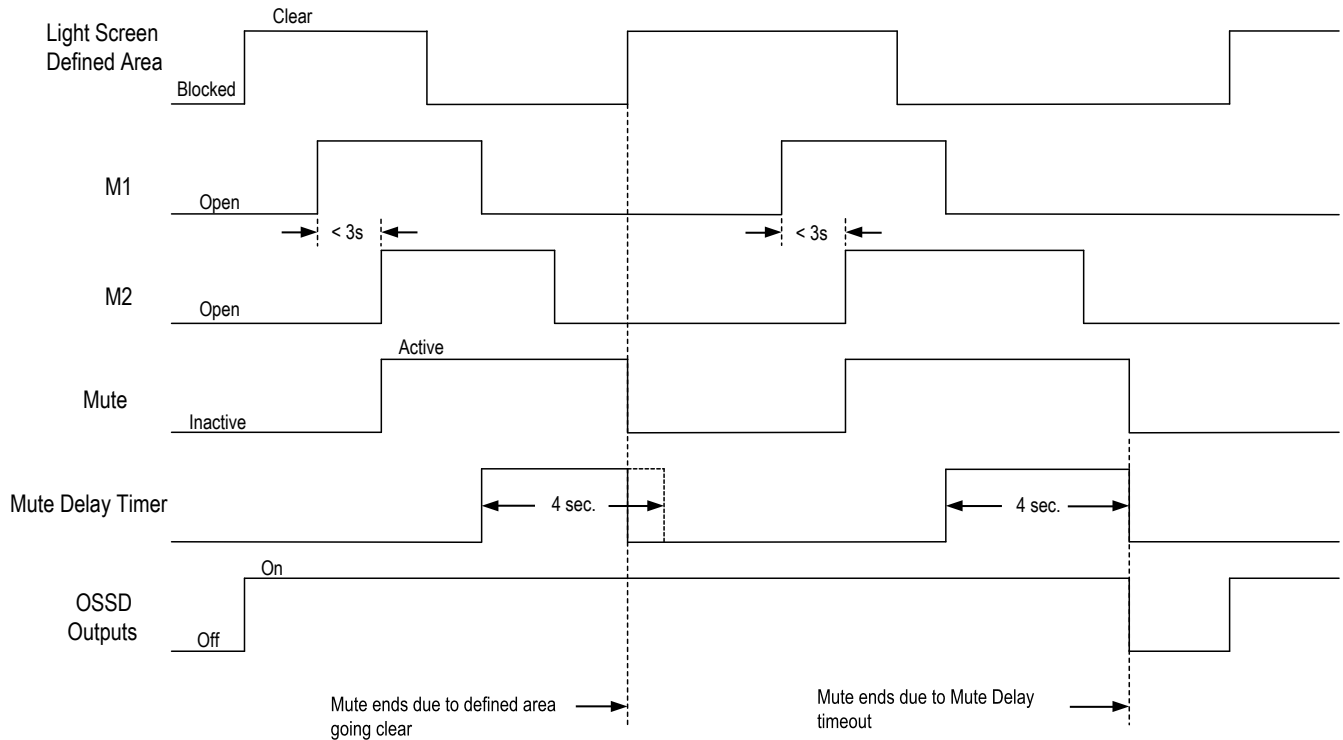 Clear
Light Screen
Defined Area
Blocked
M1
Open
< 3s
< 3s
M2
Open
Active
Mute
Inactive
Mute Delay Timer
4 sec.
4 sec.
On
OSSD
Outputs
Off
Mute ends due to defined area
going clear
Mute ends due to Mute Delay
timeout